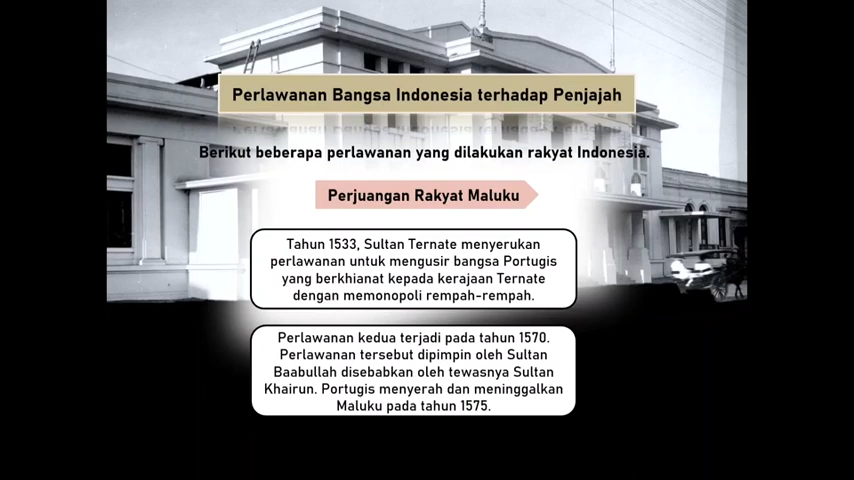 Perlawanan Bangsa Indonesia terhadap Penjajah
Berikut beberapa perlawanan yang dilakukan rakyat Indonesia.
Perjuangan Rakyat Maluku
Tahun 1533, Sultan Ternate menyerukan
perlawanan untuk mengusir bangsa Portugis
yang berkhianat kepada kerajaan Ternate
dengan memonopoli rempah-rempah.
Perlawanan kedua terjadi pada tahun 1570.
Perlawanan tersebut dipimpin oleh Sultan
Baabullah disebabkan oleh tewasnya Sultan
Khairun. Portugis menyerah dan meninggalkan
Maluku pada tahun 1575.